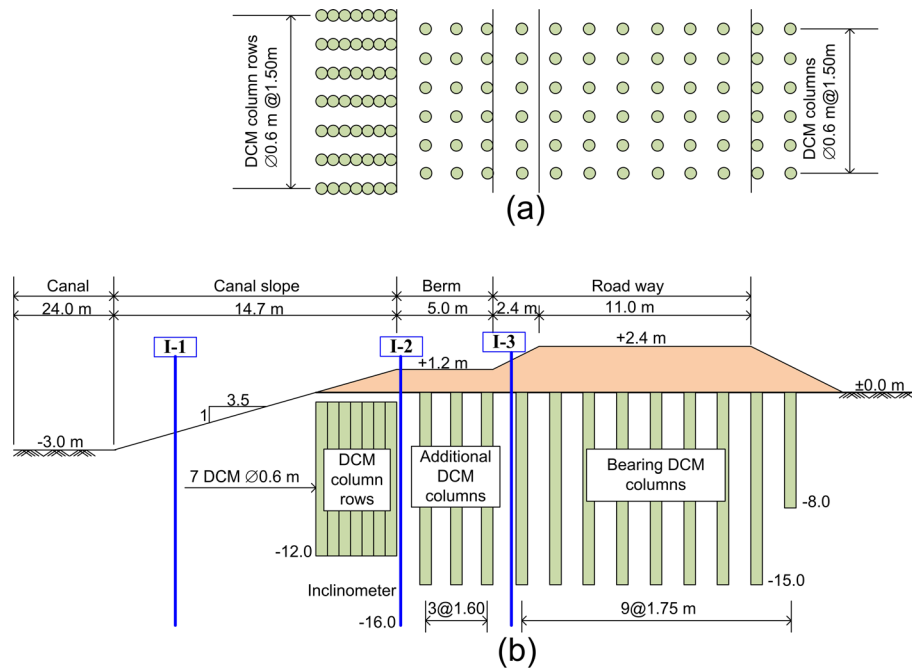 DCM column rows
∅0.6 m @1.50m
DCM columns
∅0.6 m@1.50m
(a)
Canal
Canal slope
Berm
Road way
24.0 m
14.7 m
5.0 m
2.4 m
11.0 m
I-1
I-2
I-3
+2.4 m
+1.2 m
±0.0 m
3.5
1
-3.0 m
7 DCM ∅0.6 m
DCM
column
rows
Additional
DCM
columns
Bearing DCM
columns
-8.0
-12.0
-15.0
Inclinometer
-16.0
3@1.60
9@1.75 m
(b)